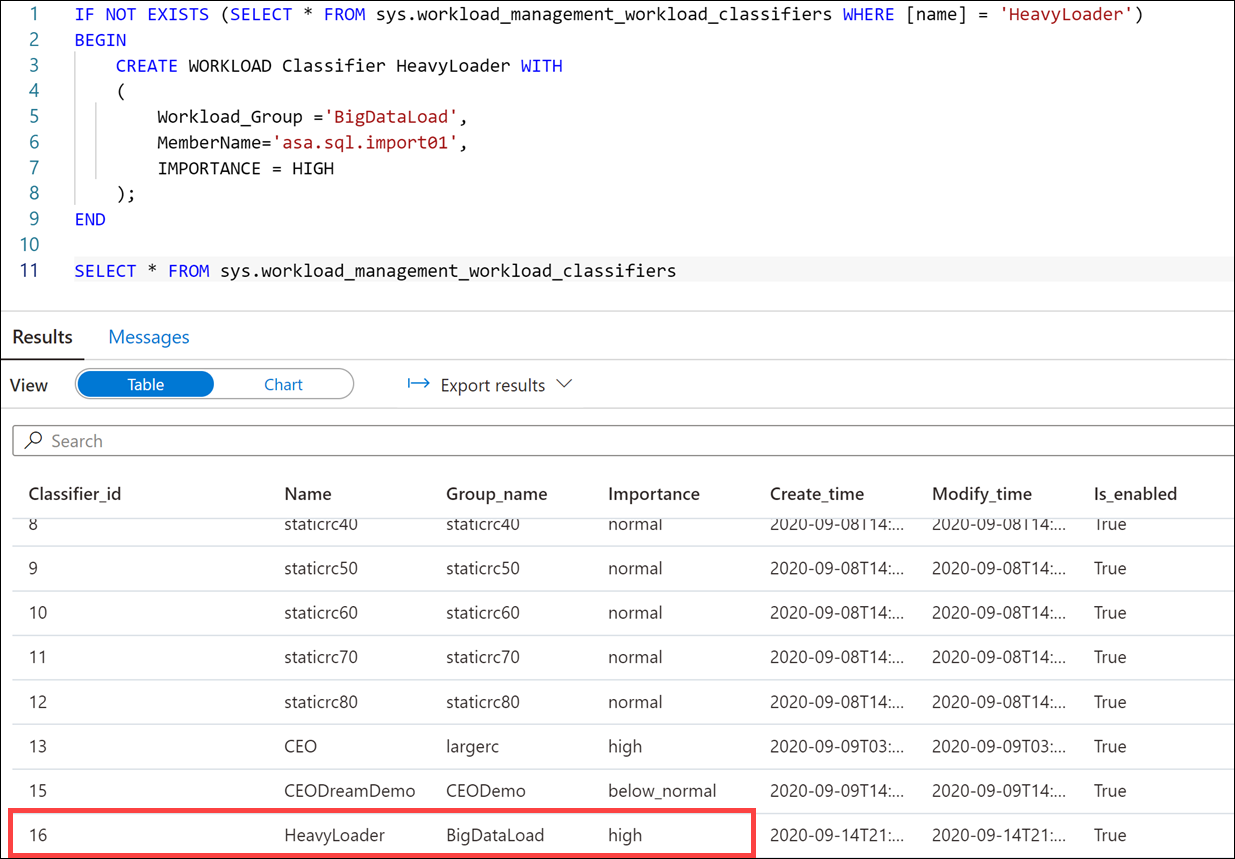 1 IF NOT EXISTS (SELECT * FROM sys.workload_management_workload_classifiers WHERE [name] = 'HeavyLoader')
2 BEGIN
3 CREATE WORKLOAD Classifier HeavyLoader WITH
4 (
5 Workload_Group ='BigDataLoad',
6 MemberName='asa.sql.import01',
7 IMPORTANCE = HIGH
8 );
9 END
10
11 SELECT * FROM sys.workload_management_workload_classifiers
Results Messages
View Table Chart Export results
Search
Classifier_id Name Group_name Importance Create_time Modify_time Is_enabled
8 staticrc40 staticrc40 normal 2020-09-08T14:... 2020-09-08T14:... True
9 staticrc50 staticrc50 normal 2020-09-08T14:... 2020-09-08T14:... True
10 staticrc60 staticrc60 normal 2020-09-08T14:... 2020-09-08T14:... True
11 staticrc70 staticrc70 normal 2020-09-08T14:... 2020-09-08T14:... True
12 staticrc80 staticrc80 normal 2020-09-08T14:... 2020-09-08T14:... True
13 CEO largerc high 2020-09-09T03:... 2020-09-09T03:... True
15 CEODreamDemo CEODemo below_normal 2020-09-09T14:... 2020-09-09T14:... True
16 HeavyLoader BigDataLoad high 2020-09-14T21:... 2020-09-14T21:... True